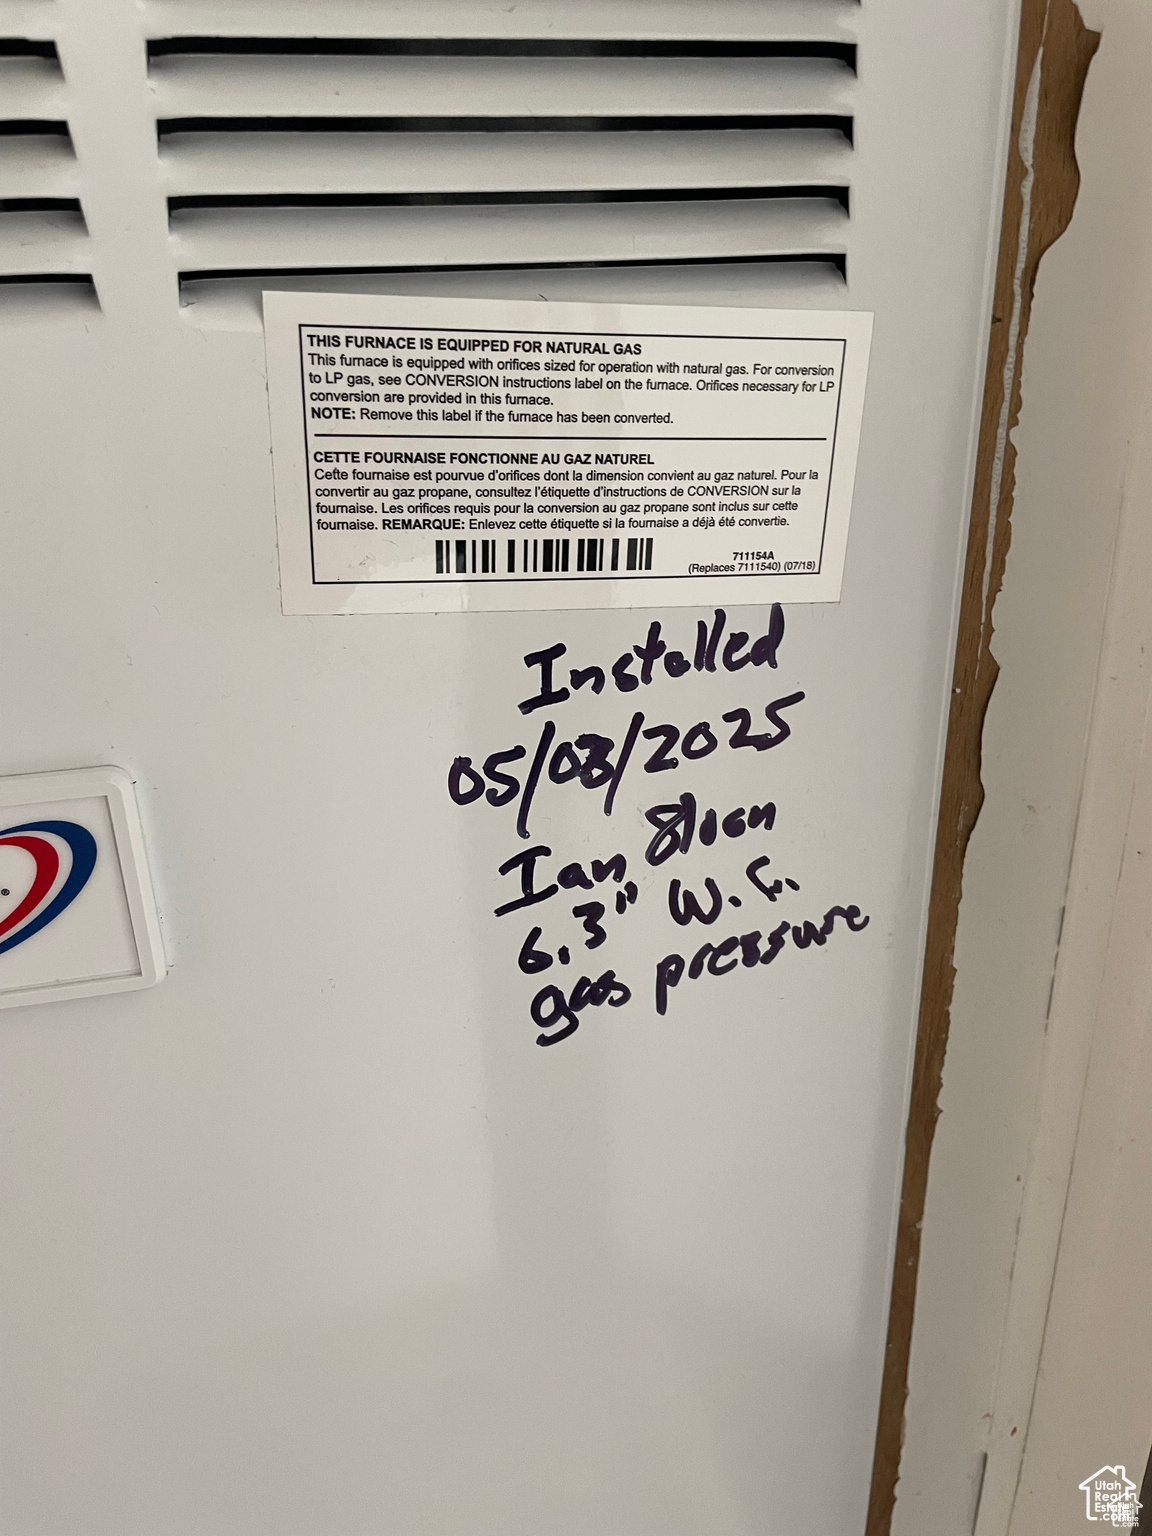 THIS FURNACE IS EQUIPPED FOR NATURAL GAS
This furnace is equipped with orifices sized for operation with natural gas. For conversion
to LP gas, see CONVERSION instructions label on the furnace. Orifices necessary for LP
conversion are provided in this furnace.
NOTE: Remove this label if the furnace has been converted.
CETTE FOURNAISE FONCTIONNE AU GAZ NATUREL
Cette fournaise est pourvue d'orifices dont la dimension convient au gaz naturel. Pour la
convertir au gaz propane, consultez l'étiquette d'instructions de CONVERSION sur la
fournaise. Les orifices requis pour la conversion au gaz propane sont inclus sur cette
fournaise. REMARQUE: Enlevez cette étiquette si la fournaise a déjà été convertie.
711154A
(Replaces 7111540) (07/18)
Installed
05/08/2025
Ian Sloan
6.3" W.C.
gas pressure
®
Utah
Real
Estate
.com